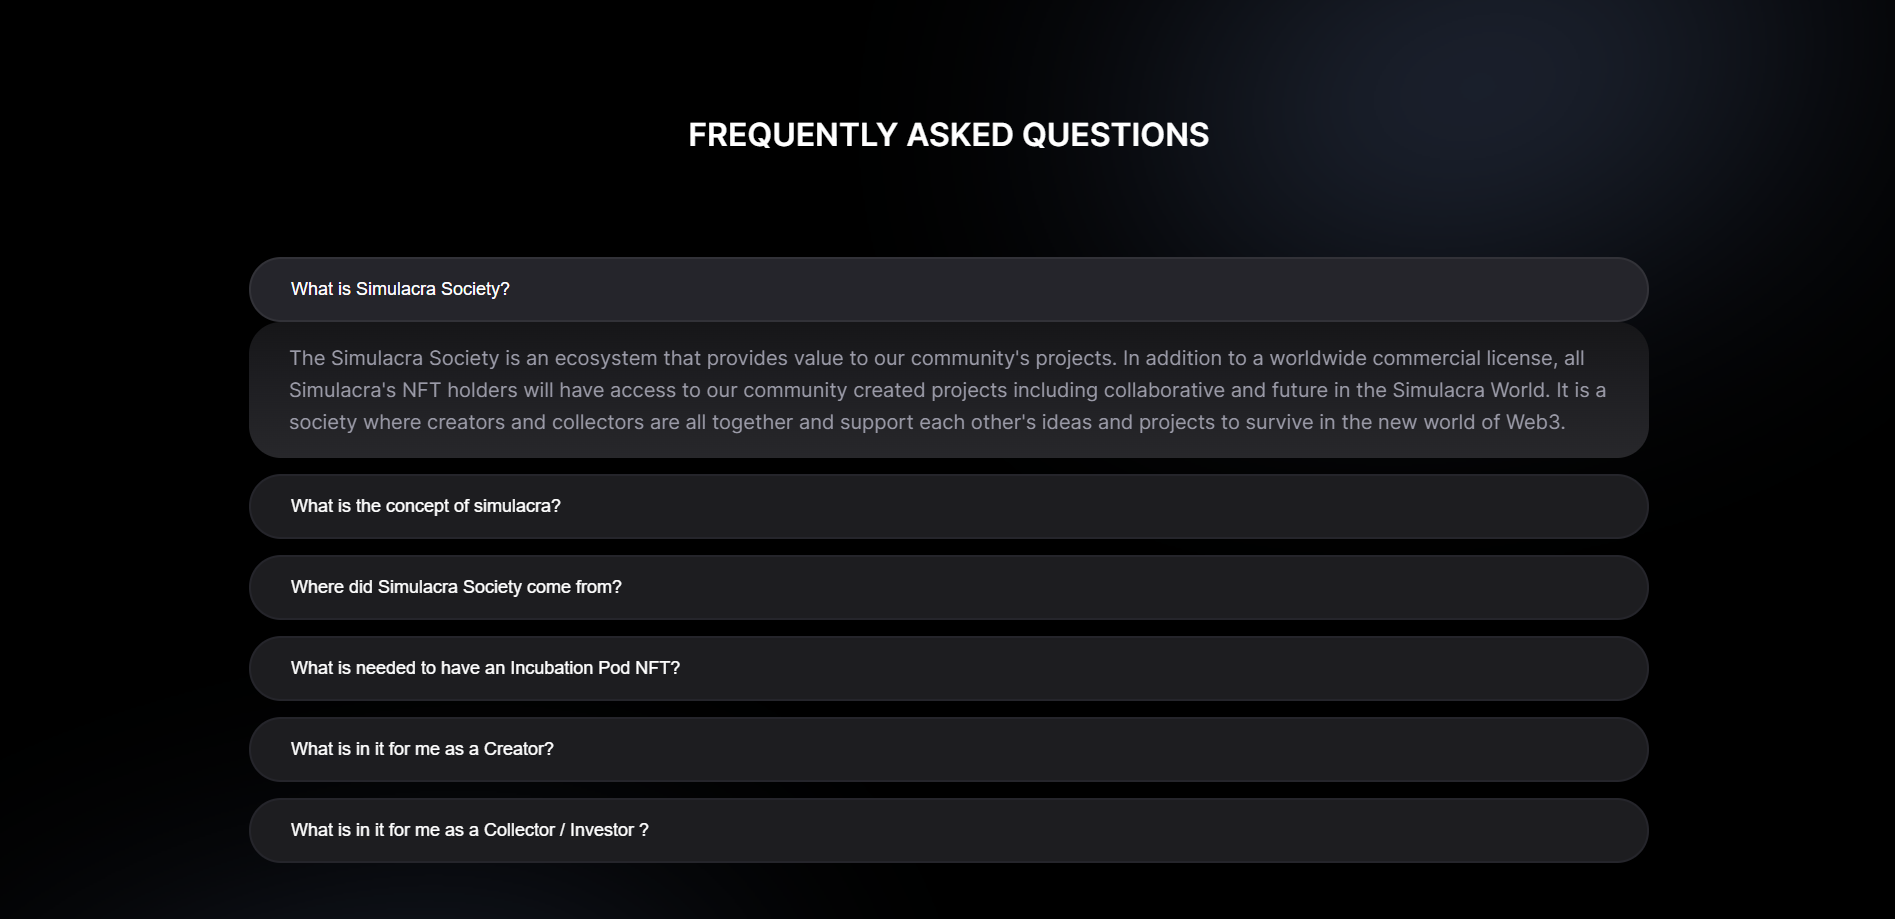 FREQUENTLY ASKED QUESTIONS
What is Simulacra Society?
The Simulacra Society is an ecosystem that provides value to our community's projects. In addition to a worldwide commercial license, all
Simulacra's NFT holders will have access to our community created projects including collaborative and future in the Simulacra World. It is a
society where creators and collectors are all together and support each other's ideas and projects to survive in the new world of Web3.
What is the concept of simulacra?
Where did Simulacra Society come from?
What is needed to have an Incubation Pod NFT?
What is in it for me as a Creator?
What is in it for me as a Collector / Investor ?